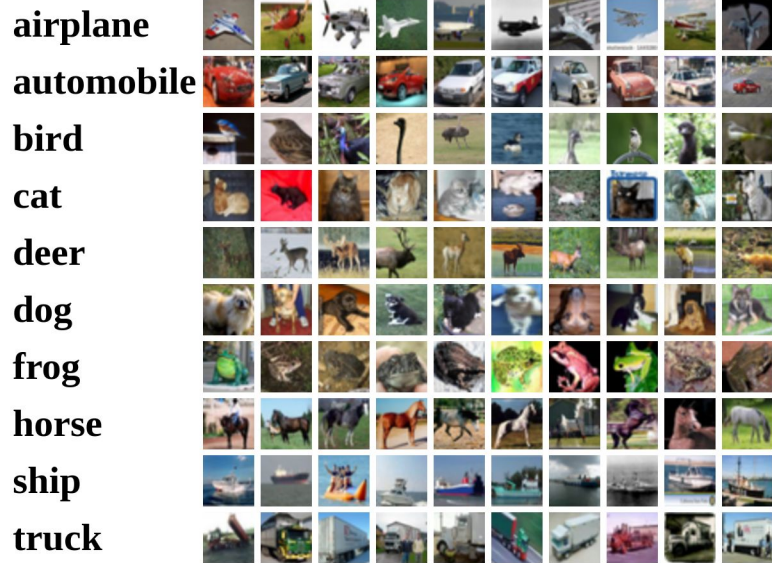 airplane
automobile
bird
cat
deer
dog
frog
horse
ship
truck